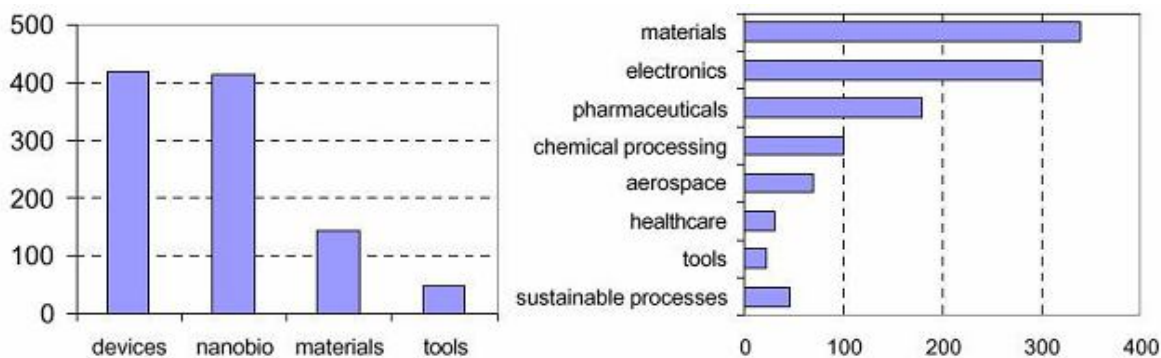 500
400
300
200
100
0
devices nanobio materials tools
materials
electronics
pharmaceuticals
chemical processing
aerospace
healthcare
tools
sustainable processes
0 100 200 300 400